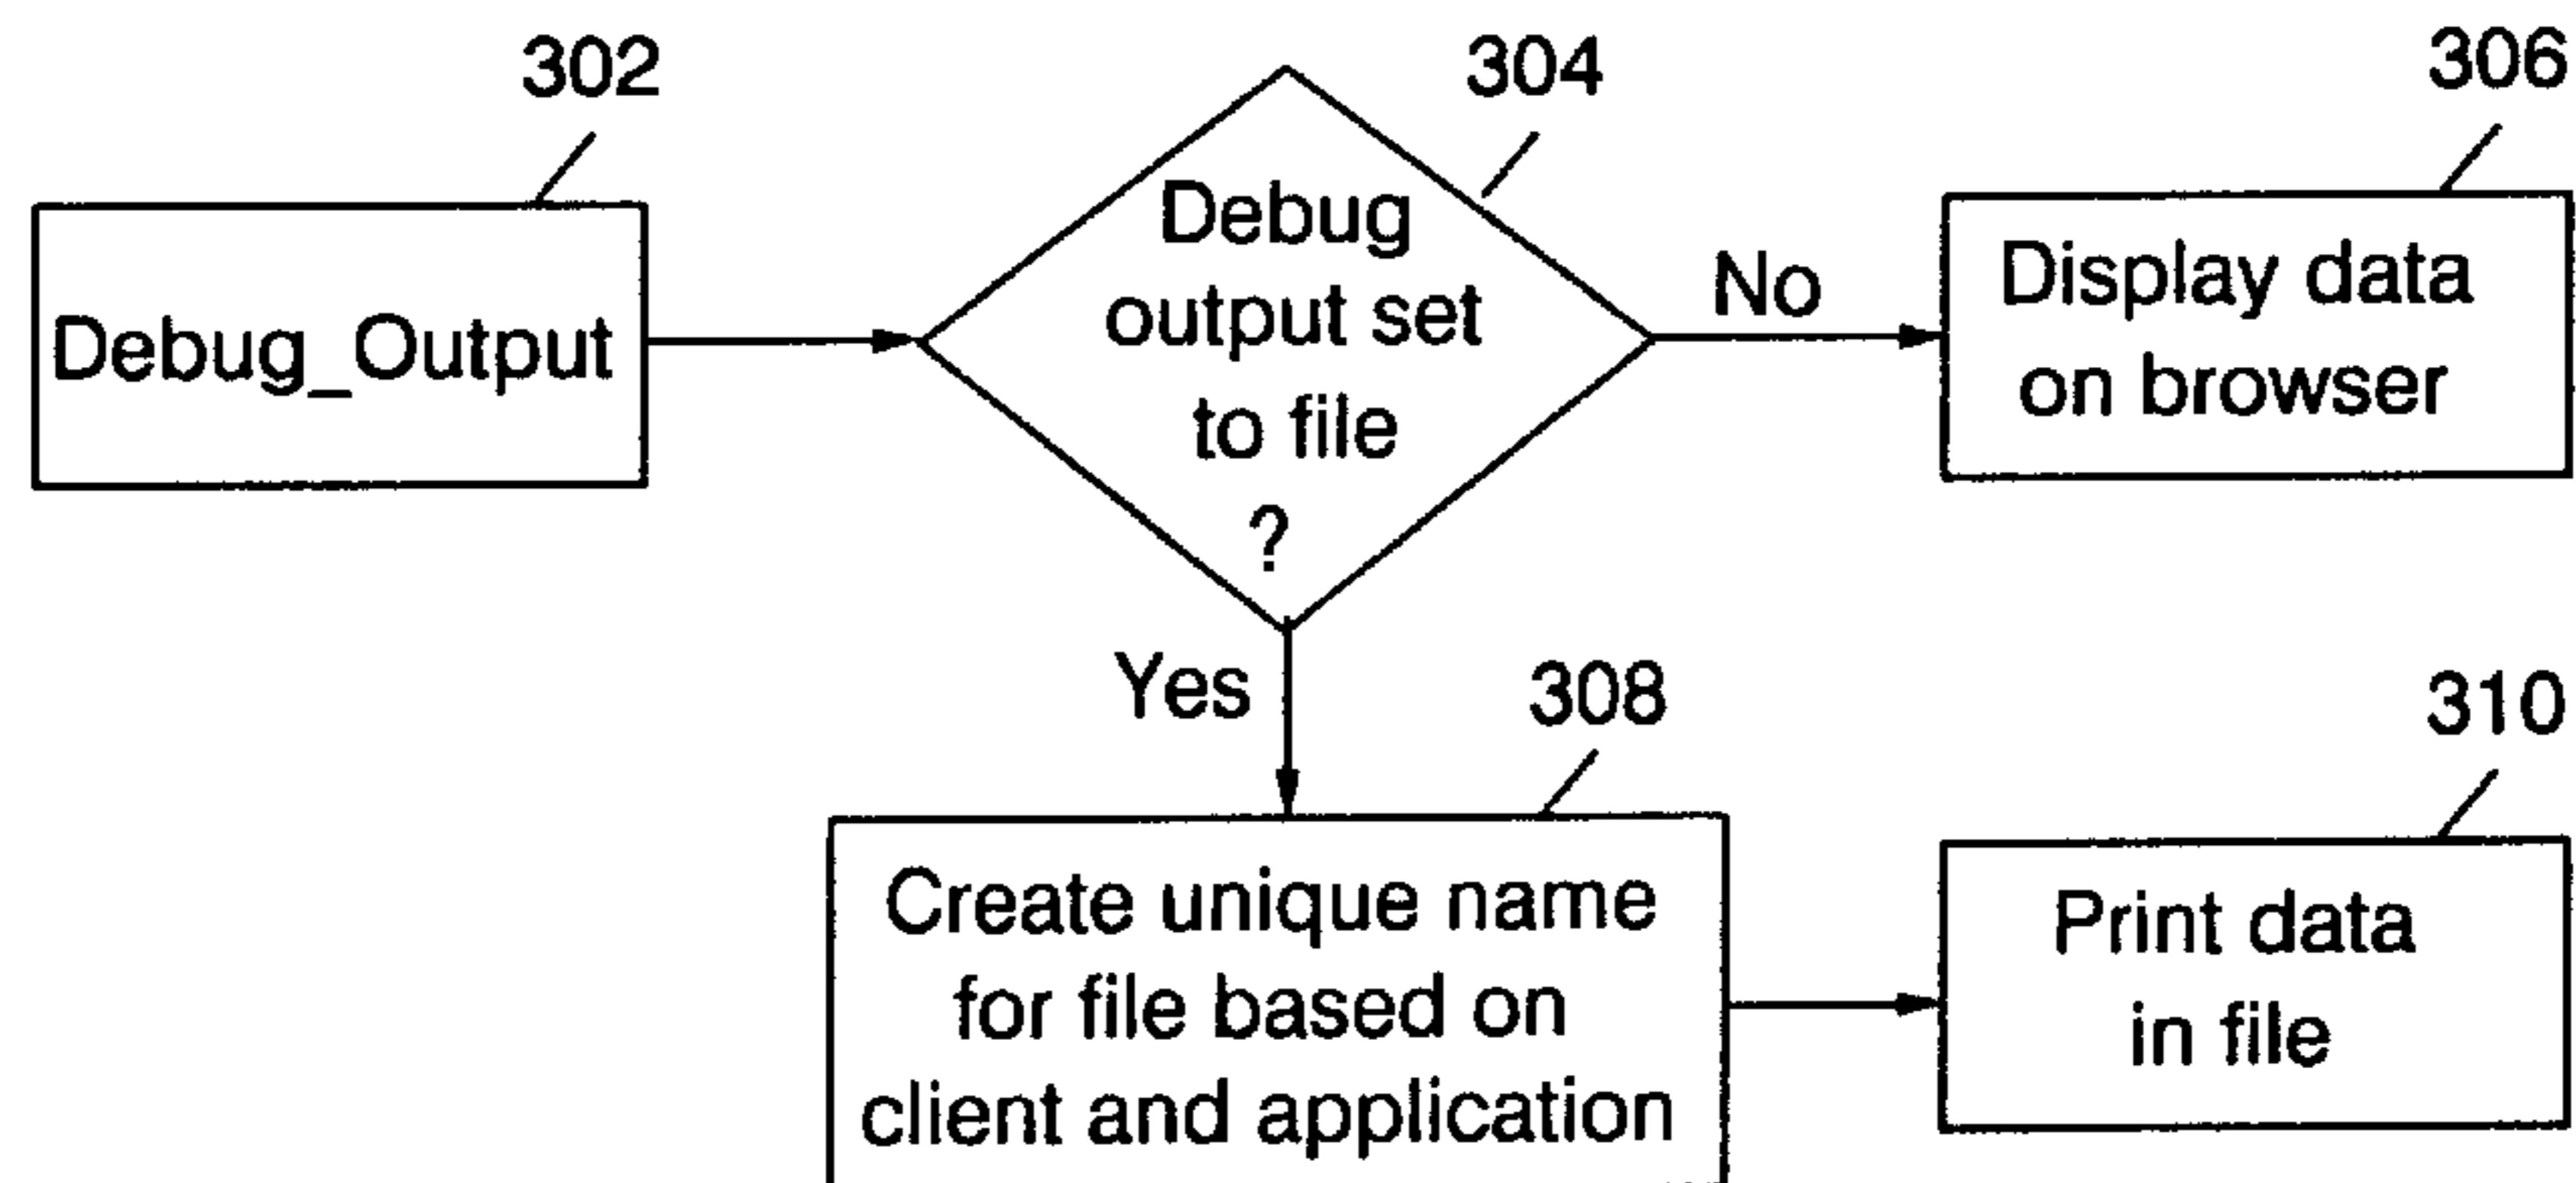 302
Debug_Output
304
Debug
output set
to file
?
No
306
Display data
on browser
Yes
308
Create unique name
for file based on
client and application
310
Print data
in file